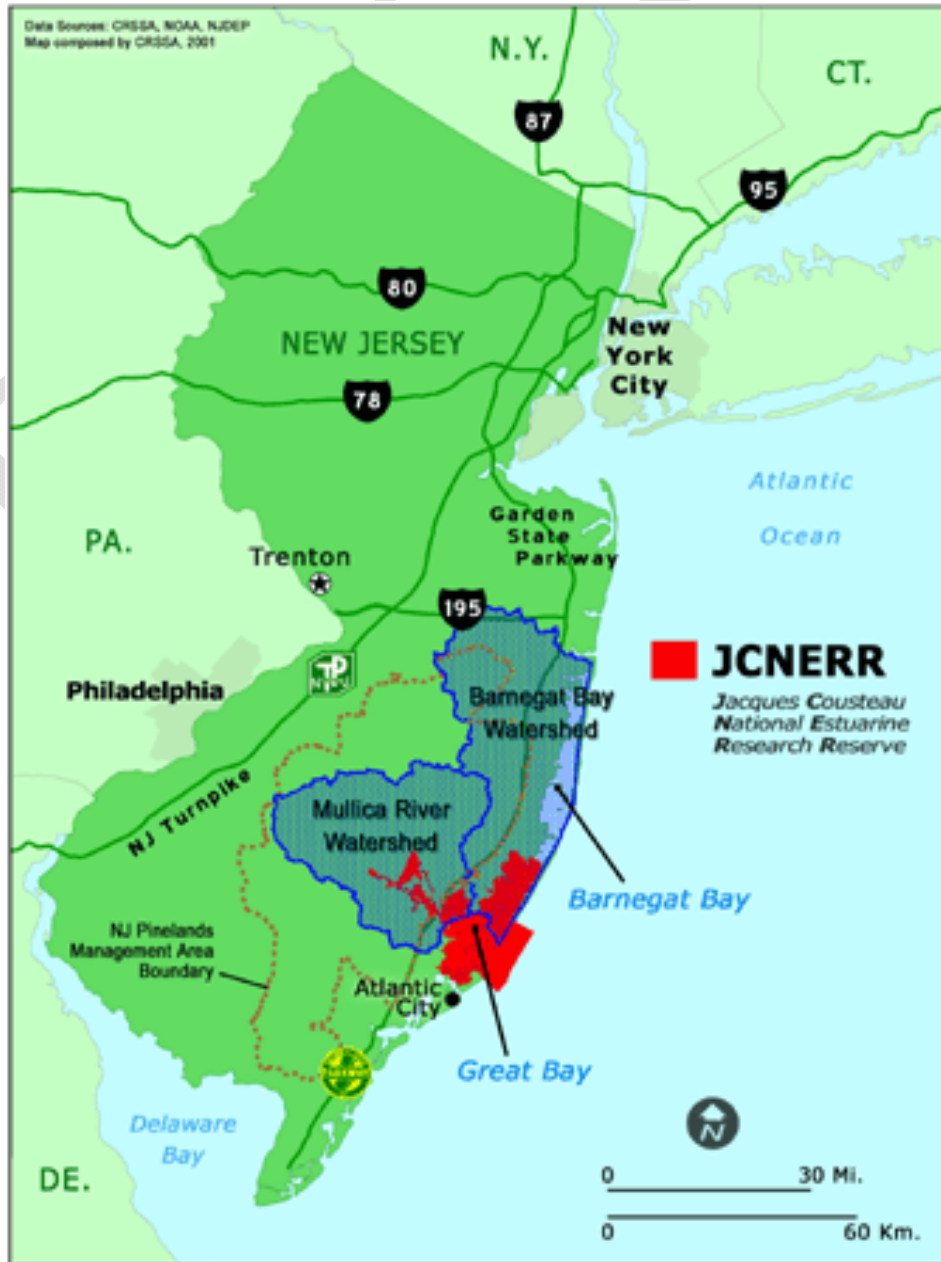 Data Sources: CRSSA, NOAA, NJDEP
Map composed by CRSSA, 2001
N.Y.
CT.
87
95
80
NEW JERSEY
New
York
City
78
Atlantic
Ocean
Garden
State
Parkway
PA.
Trenton
195
JCNERR
Jacques Cousteau
National Estuarine
Research Reserve
Philadelphia
Barnegat Bay
Watershed
NJ Turnpike
Mullica River
Watershed
Barnegat Bay
NJ Pinelands
Management Area
Boundary
Atlantic
City
Great Bay
Delaware
Bay
N
DE.
0 30 Mi.
0 60 Km.